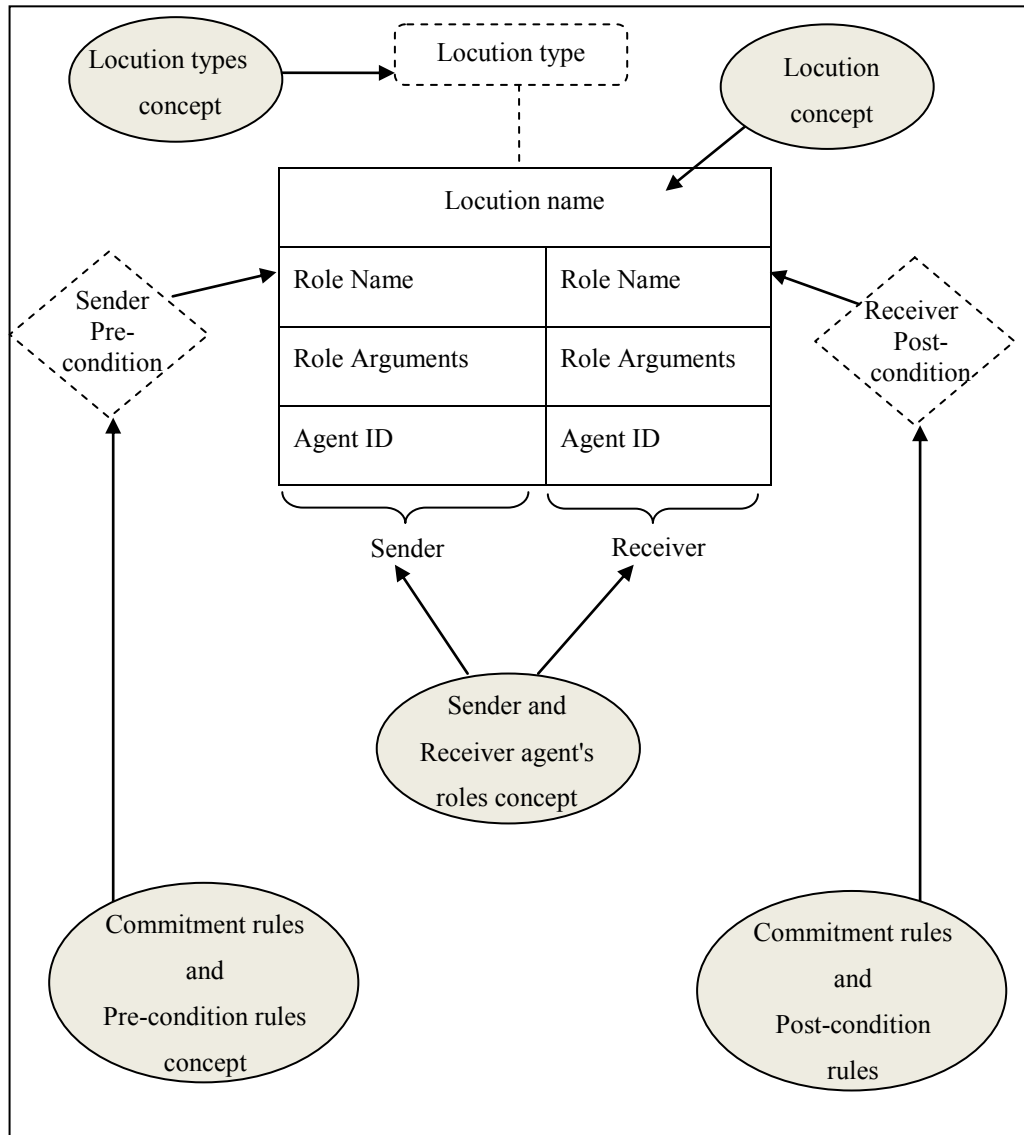 Locution types
concept
Locution type
Locution
concept
Locution name
Role Name
Role Name
Role Arguments
Role Arguments
Agent ID
Agent ID
Sender
Pre-
condition
Receiver
Post-
condition
Sender
Receiver
Sender and
Receiver agent's
roles concept
Commitment rules
and
Pre-condition rules
concept
Commitment rules
and
Post-condition
rules